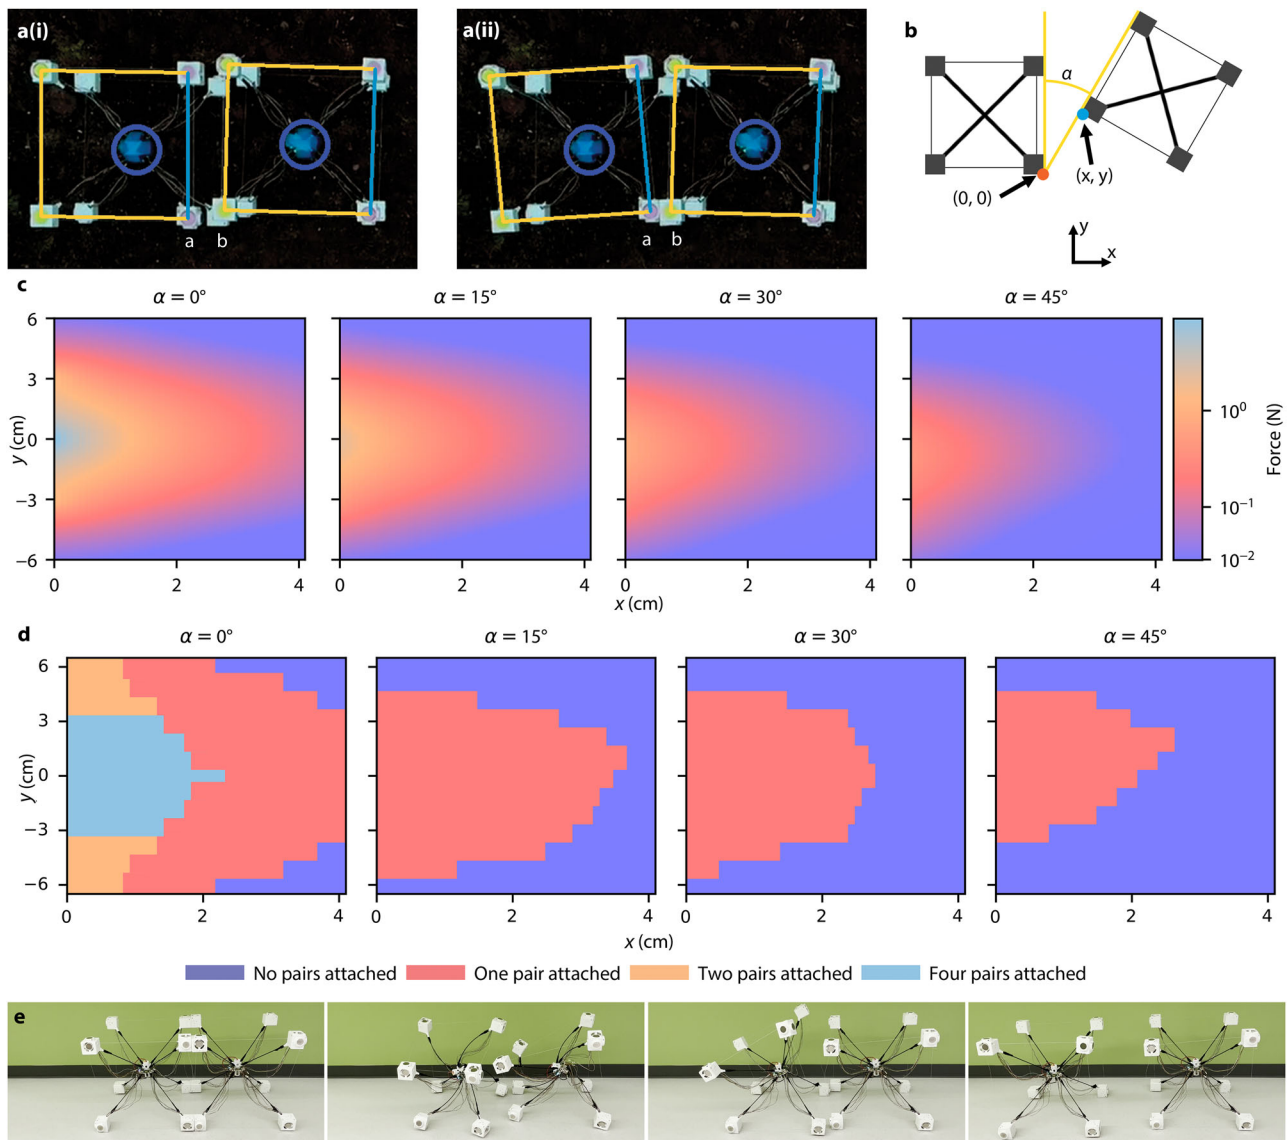 a(i)
a b
a(ii)
a b
b
α
(x, y)
(0, 0)
y
x
c
α = 0° α = 15° α = 30° α = 45°
6
3
0
−3
−6
y (cm)
0 2 4 0 2 4 0 2 4 0 2 4
x (cm)
10⁰
10⁻¹
10⁻²
Force (N)
d
α = 0° α = 15° α = 30° α = 45°
6
3
0
−3
−6
y (cm)
0 2 4 0 2 4 0 2 4 0 2 4
x (cm)
No pairs attached One pair attached Two pairs attached Four pairs attached
e